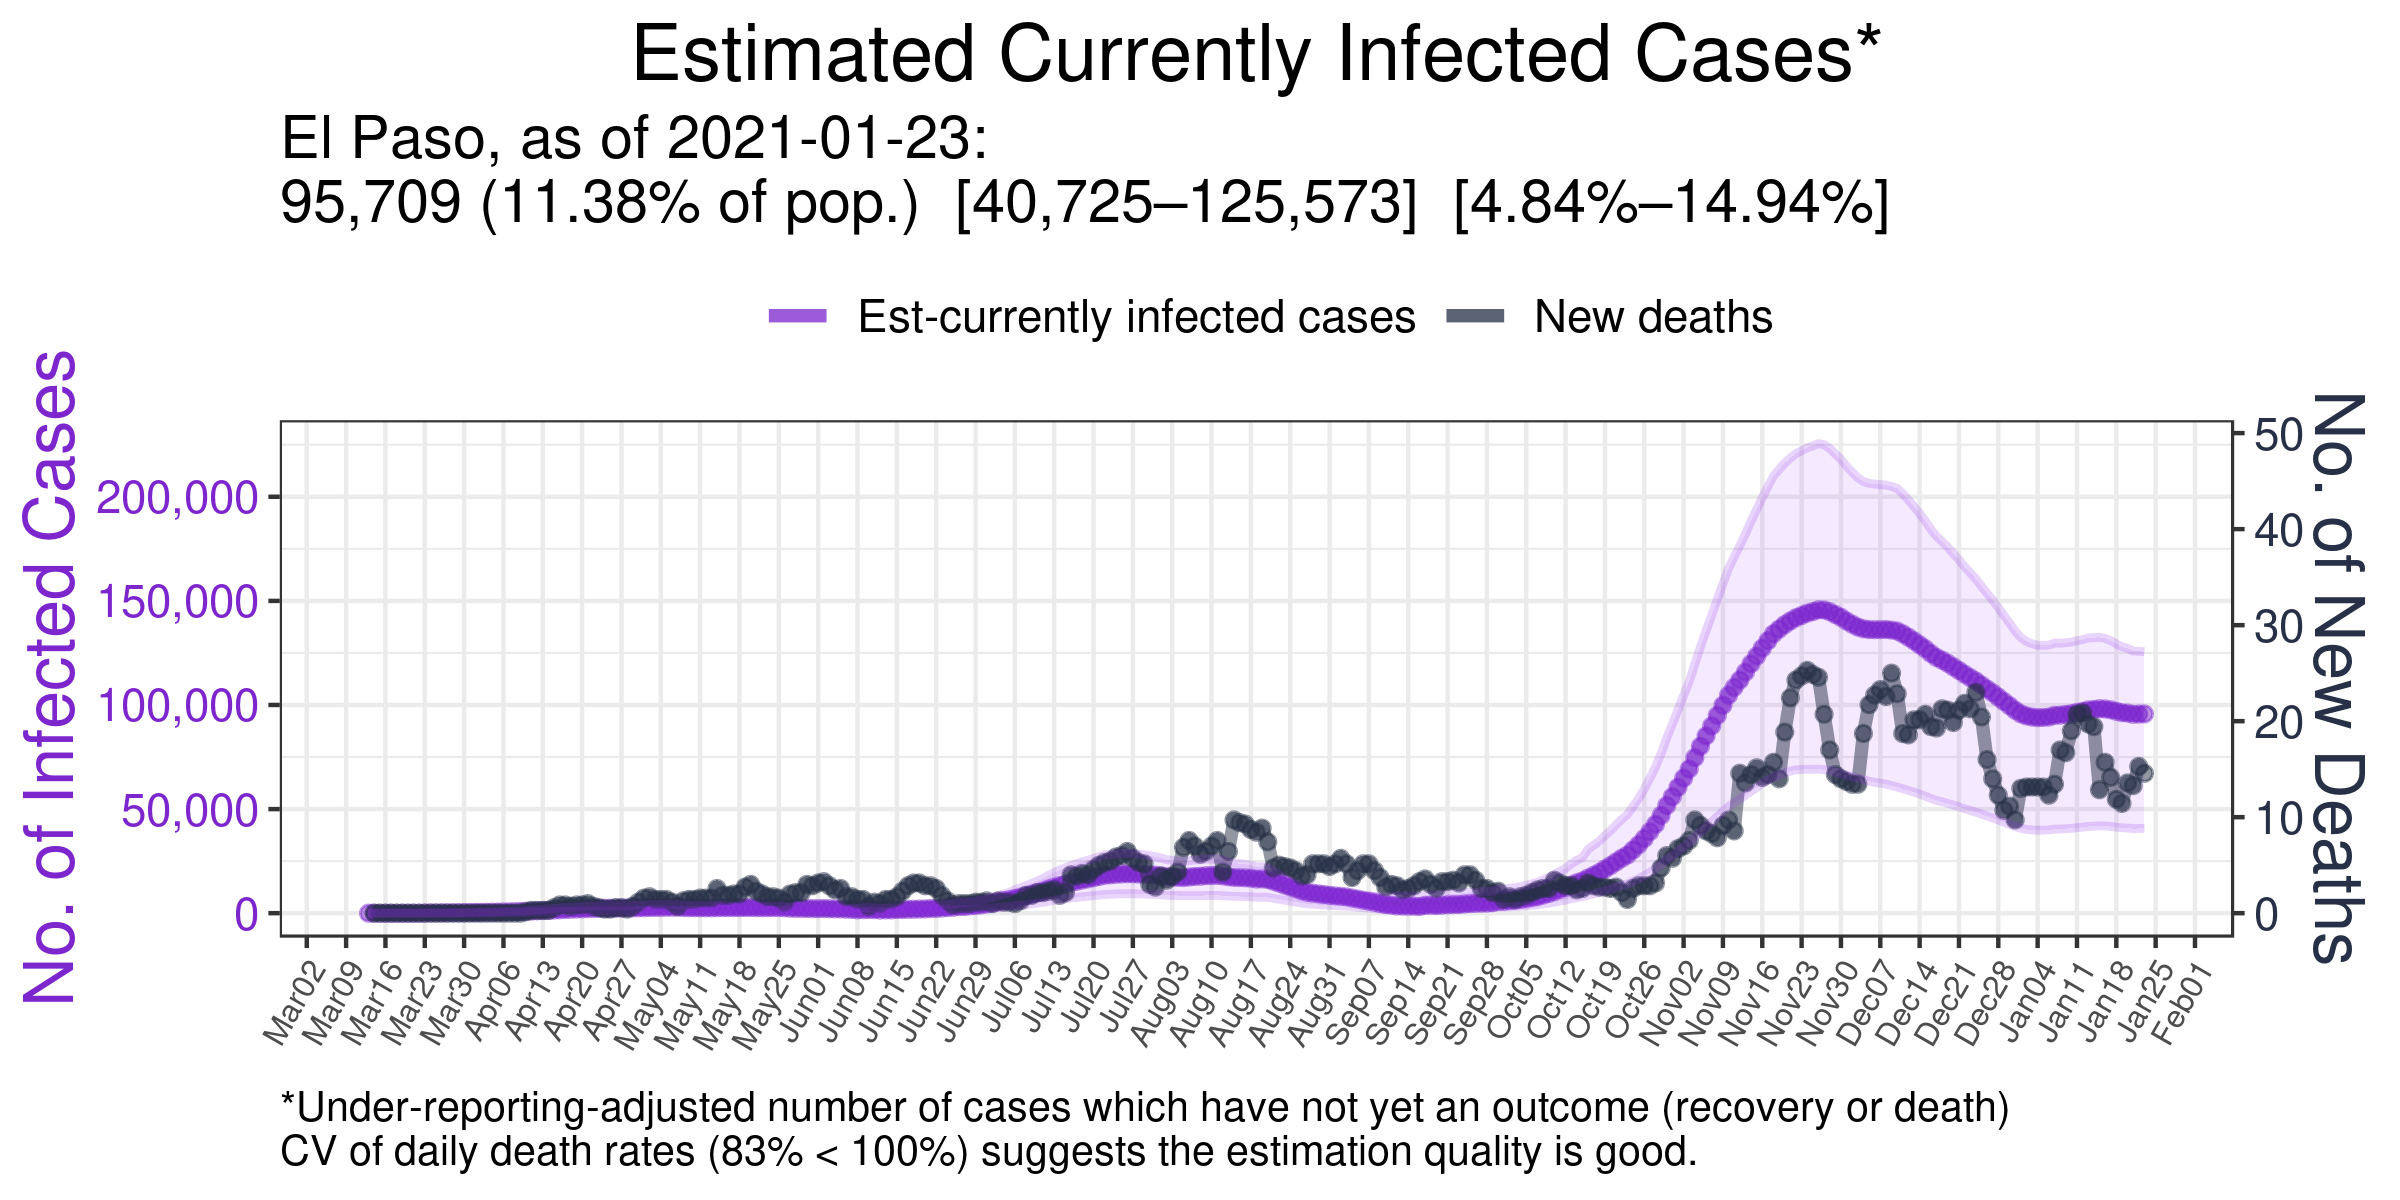 Estimated Currently Infected Cases*
El Paso, as of 2021-01-23:
95,709 (11.38% of pop.)  [40,725–125,573]  [4.84%–14.94%]
Est-currently infected cases
New deaths
No. of Infected Cases
200,000
150,000
100,000
50,000
0
50
40
30
20
10
0
No. of New Deaths
Mar02
Mar09
Mar16
Mar23
Mar30
Apr06
Apr13
Apr20
Apr27
May04
May11
May18
May25
Jun01
Jun08
Jun15
Jun22
Jun29
Jul06
Jul13
Jul20
Jul27
Aug03
Aug10
Aug17
Aug24
Aug31
Sep07
Sep14
Sep21
Sep28
Oct05
Oct12
Oct19
Oct26
Nov02
Nov09
Nov16
Nov23
Nov30
Dec07
Dec14
Dec21
Dec28
Jan04
Jan11
Jan18
Jan25
Feb01
*Under-reporting-adjusted number of cases which have not yet an outcome (recovery or death)
CV of daily death rates (83% < 100%) suggests the estimation quality is good.